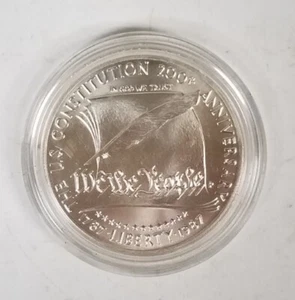 THE U.S. CONSTITUTION 200TH ANNIVERSARY
IN GOD WE TRUST
We the People
1787 LIBERTY 1987